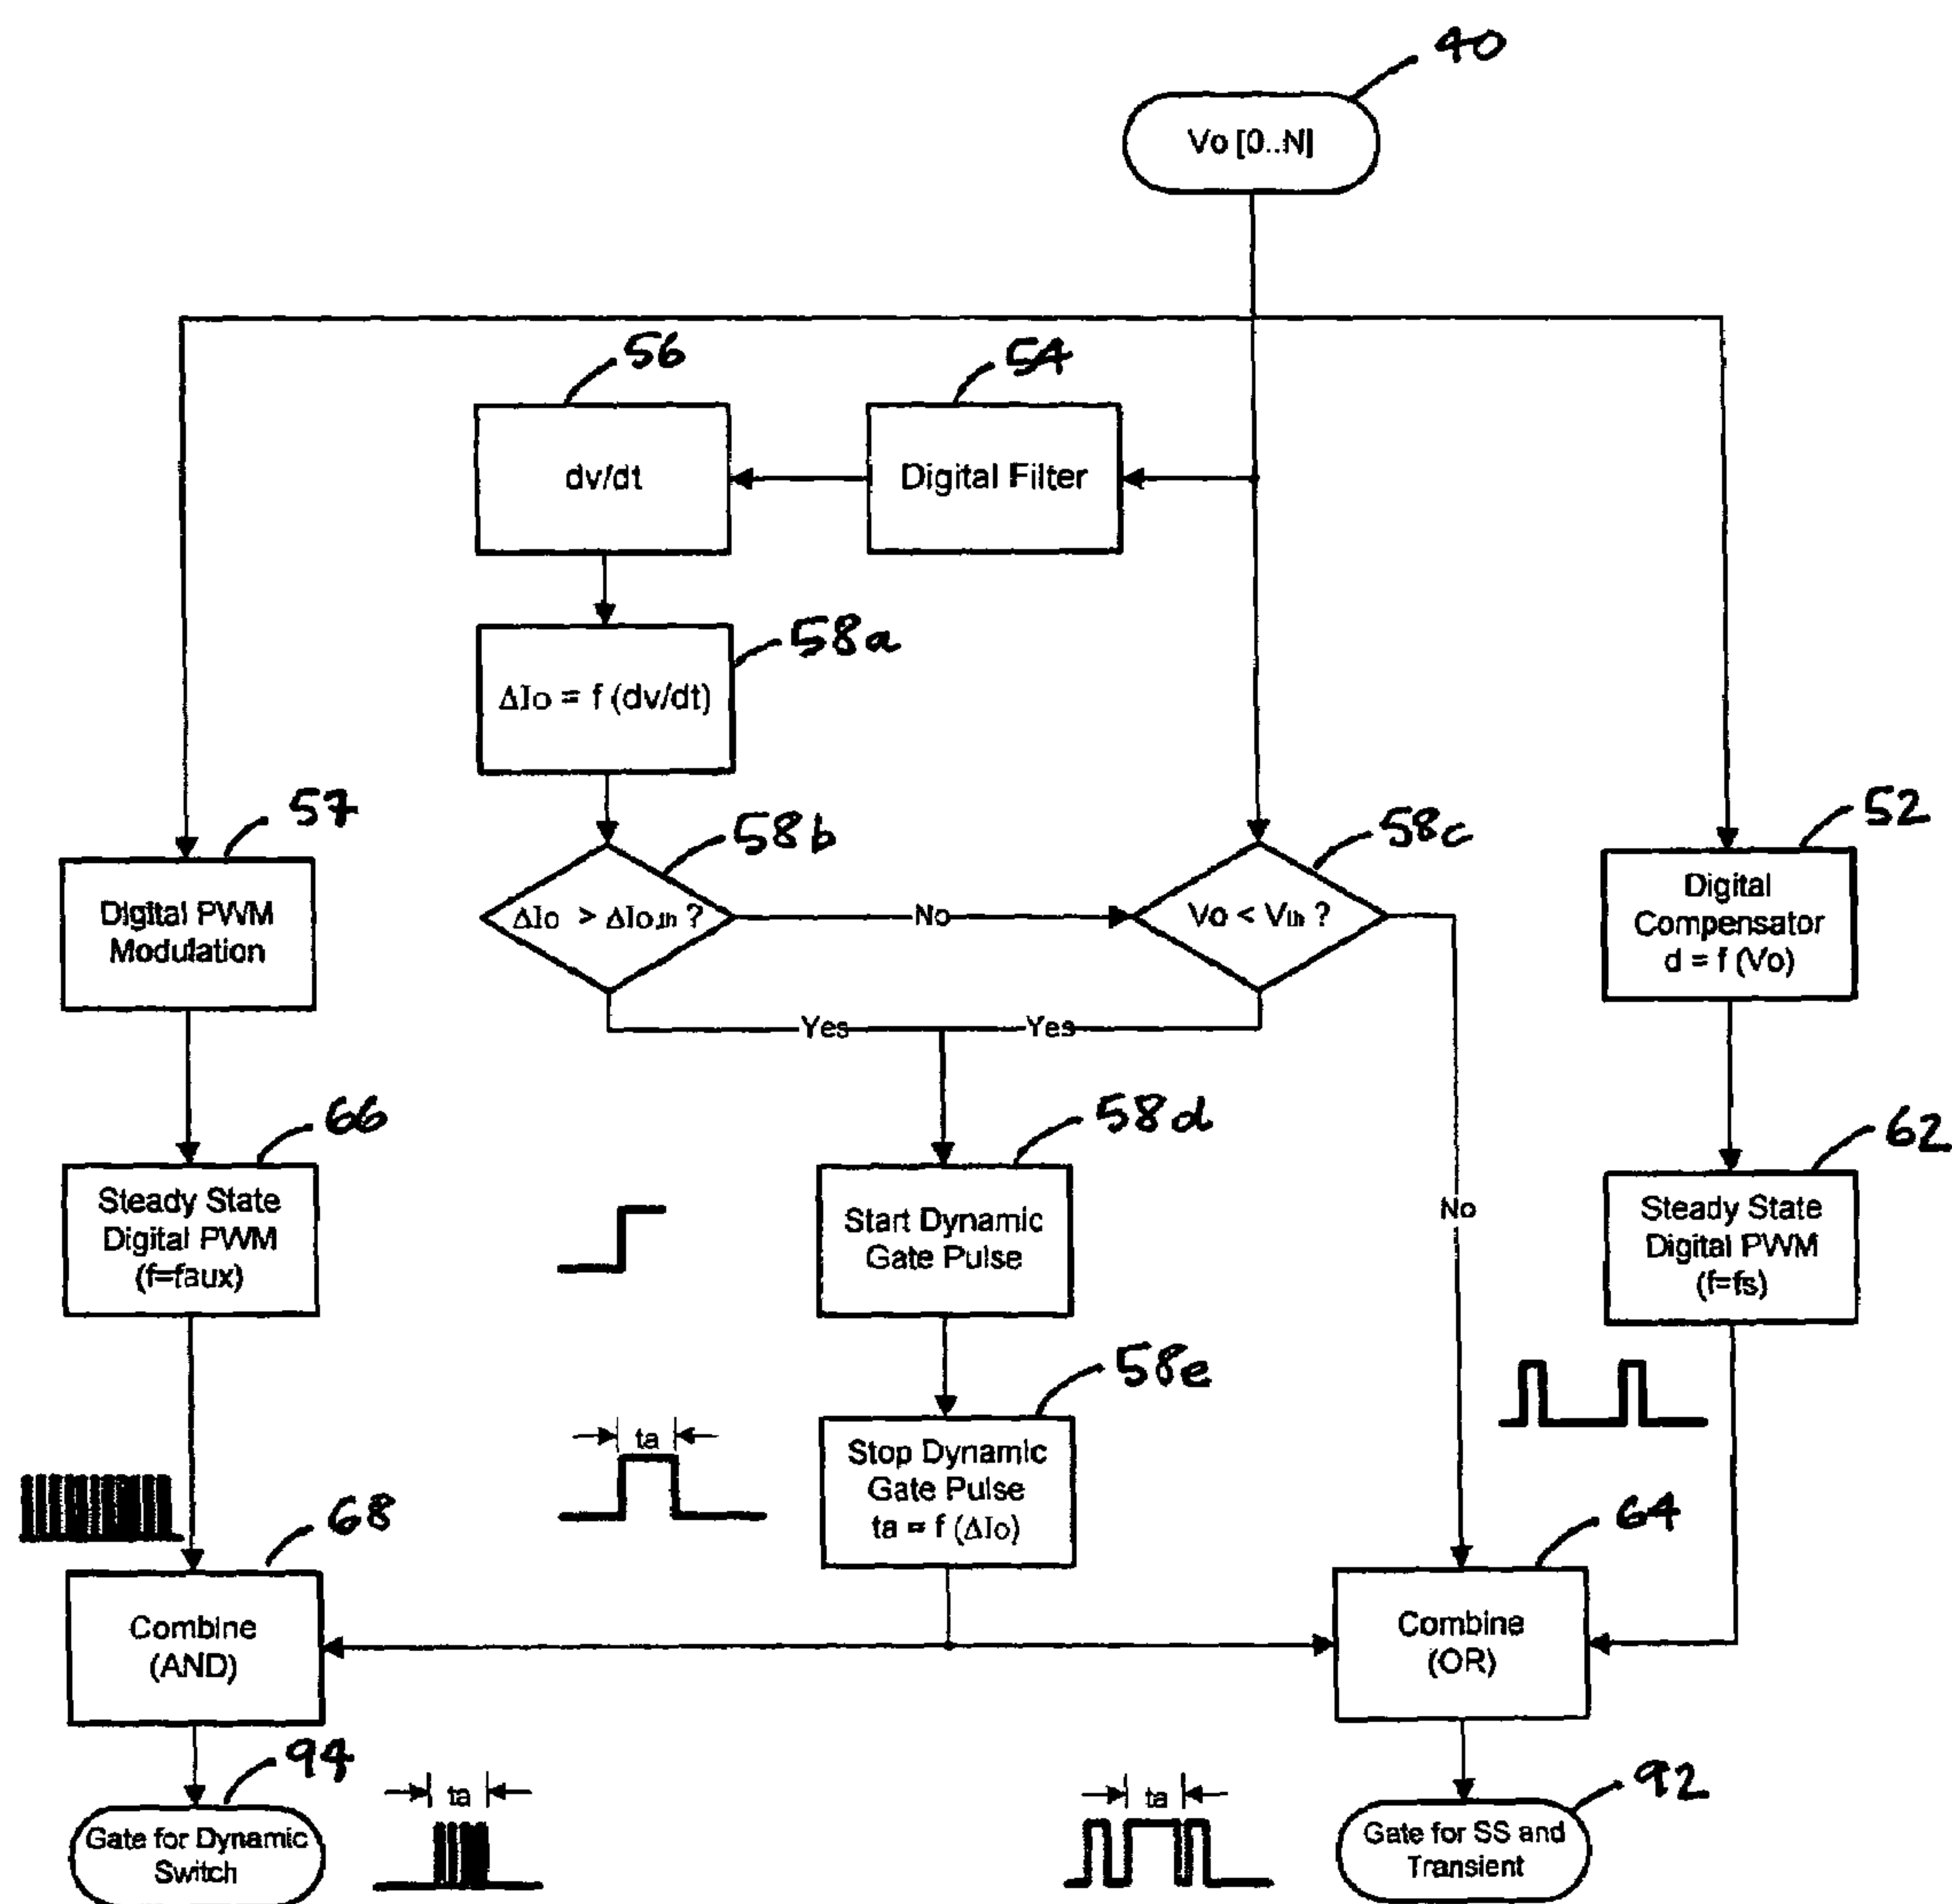 40
Vo [0..N]
56
54
dv/dt
Digital Filter
58a
ΔIo = f (dv/dt)
57
58b
58c
52
Digital PWM
Modulation
ΔIo > ΔIo,th ?
No
Vo < Vth ?
Digital
Compensator
d = f (Vo)
Yes
Yes
66
58d
62
Steady State
Digital PWM
(f=faux)
Start Dynamic
Gate Pulse
No
Steady State
Digital PWM
(f=fs)
58e
ta
Stop Dynamic
Gate Pulse
ta = f (ΔIo)
68
64
Combine
(AND)
Combine
(OR)
94
ta
ta
92
Gate for Dynamic
Switch
Gate for SS and
Transient